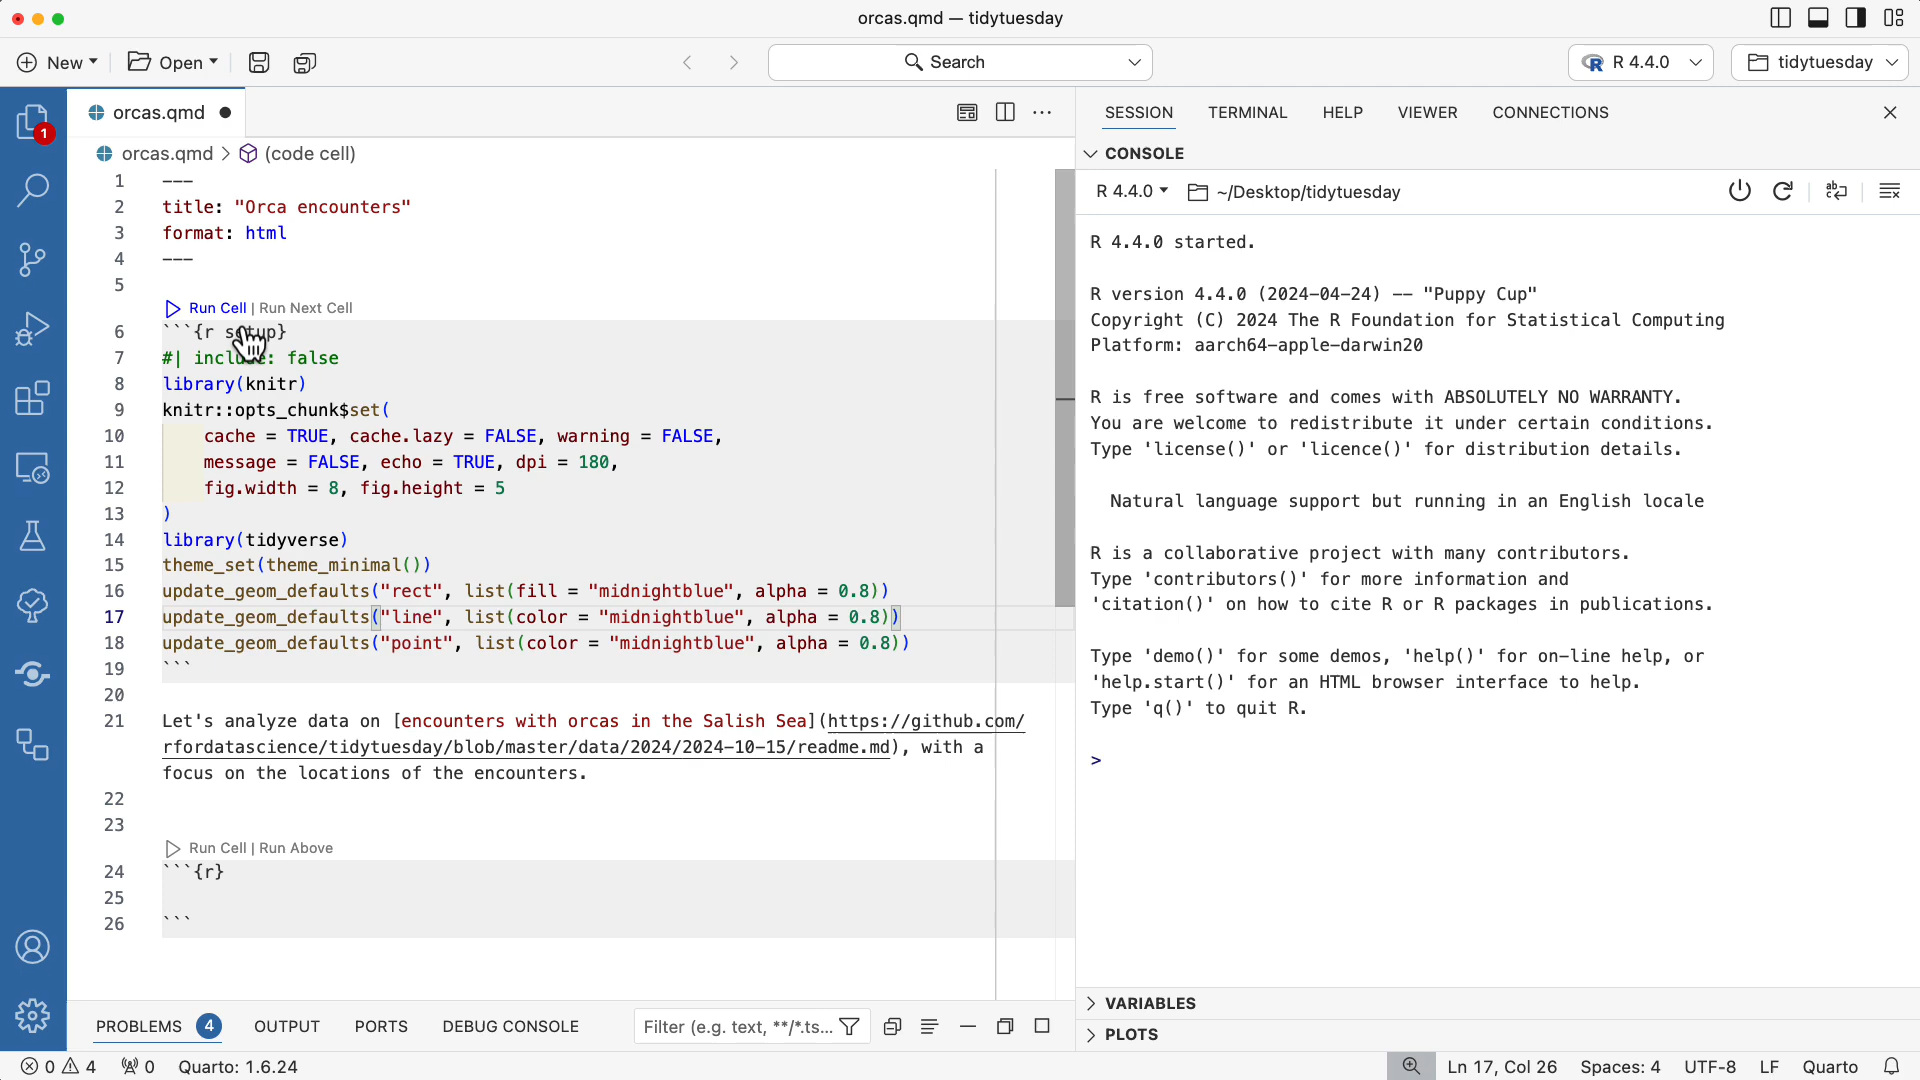 orcas.qmd — tidytuesday
New
Open
Search
R 4.4.0
tidytuesday
1
orcas.qmd
SESSION TERMINAL HELP VIEWER CONNECTIONS
orcas.qmd > (code cell)
CONSOLE
R 4.4.0 ~/Desktop/tidytuesday
1 ---
2 title: "Orca encounters"
3 format: html
4 ---
5
Run Cell | Run Next Cell
6 ```{r setup}
7 #| include: false
8 library(knitr)
9 knitr::opts_chunk$set(
10 cache = TRUE, cache.lazy = FALSE, warning = FALSE,
11 message = FALSE, echo = TRUE, dpi = 180,
12 fig.width = 8, fig.height = 5
13 )
14 library(tidyverse)
15 theme_set(theme_minimal())
16 update_geom_defaults("rect", list(fill = "midnightblue", alpha = 0.8))
17 update_geom_defaults("line", list(color = "midnightblue", alpha = 0.8))
18 update_geom_defaults("point", list(color = "midnightblue", alpha = 0.8))
19 ```
20
21 Let's analyze data on [encounters with orcas in the Salish Sea](https://github.com/
rfordatascience/tidytuesday/blob/master/data/2024/2024-10-15/readme.md), with a
focus on the locations of the encounters.
22
23
Run Cell | Run Above
24 ```{r}
25
26 ```
R 4.4.0 started.
R version 4.4.0 (2024-04-24) -- "Puppy Cup"
Copyright (C) 2024 The R Foundation for Statistical Computing
Platform: aarch64-apple-darwin20
R is free software and comes with ABSOLUTELY NO WARRANTY.
You are welcome to redistribute it under certain conditions.
Type 'license()' or 'licence()' for distribution details.
Natural language support but running in an English locale
R is a collaborative project with many contributors.
Type 'contributors()' for more information and
'citation()' on how to cite R or R packages in publications.
Type 'demo()' for some demos, 'help()' for on-line help, or
'help.start()' for an HTML browser interface to help.
Type 'q()' to quit R.
>
VARIABLES
PLOTS
PROBLEMS 4 OUTPUT PORTS DEBUG CONSOLE
Filter (e.g. text, **/*.ts...
0 4 0 Quarto: 1.6.24
Ln 17, Col 26 Spaces: 4 UTF-8 LF Quarto